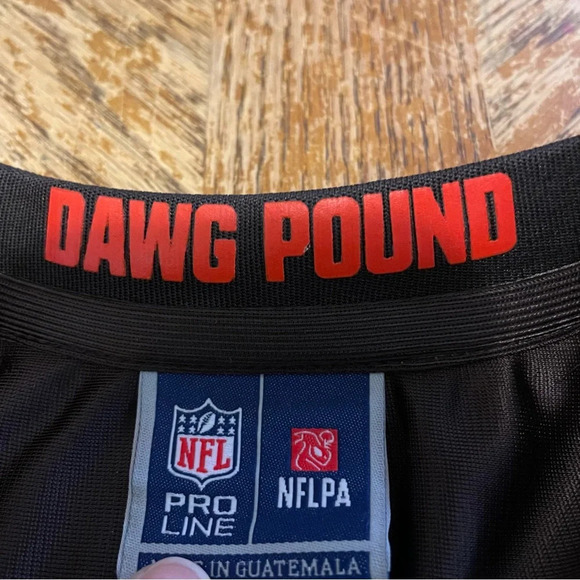 DAWG POUND
NFL
PRO
LINE
NFLPA
IN GUATEMALA